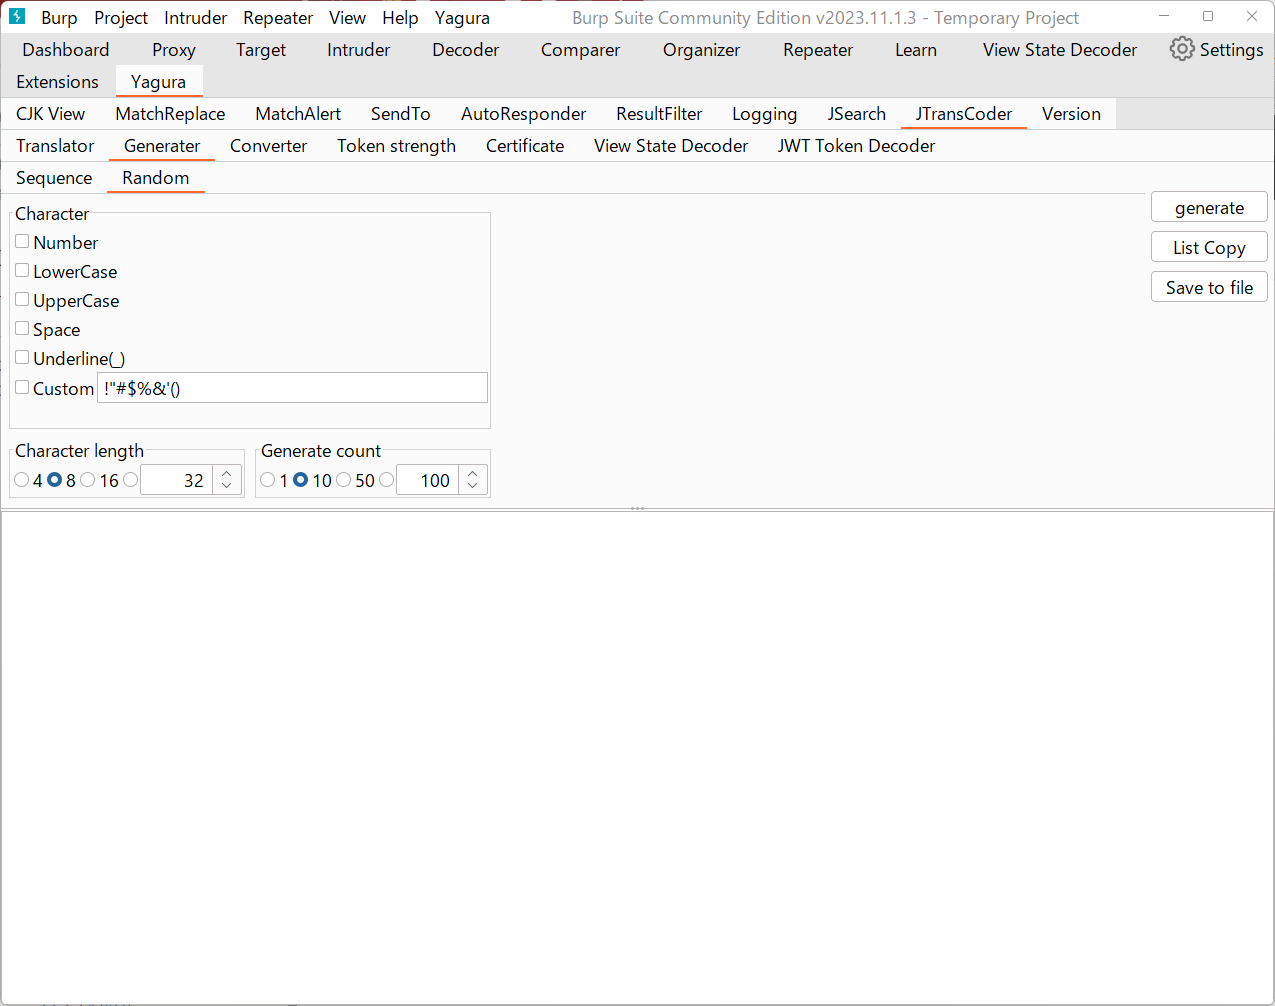 Burp Project Intruder Repeater View Help Yagura Burp Suite Community Edition v2023.11.1.3 - Temporary Project
Dashboard Proxy Target Intruder Decoder Comparer Organizer Repeater Learn View State Decoder Settings
Extensions Yagura
CJK View MatchReplace MatchAlert SendTo AutoResponder ResultFilter Logging JSearch JTransCoder Version
Translator Generater Converter Token strength Certificate View State Decoder JWT Token Decoder
Sequence Random
generate
List Copy
Save to file
Character
Number
LowerCase
UpperCase
Space
Underline(_)
Custom !"#$%&'()
Character length
4 8 16 32
Generate count
1 10 50 100